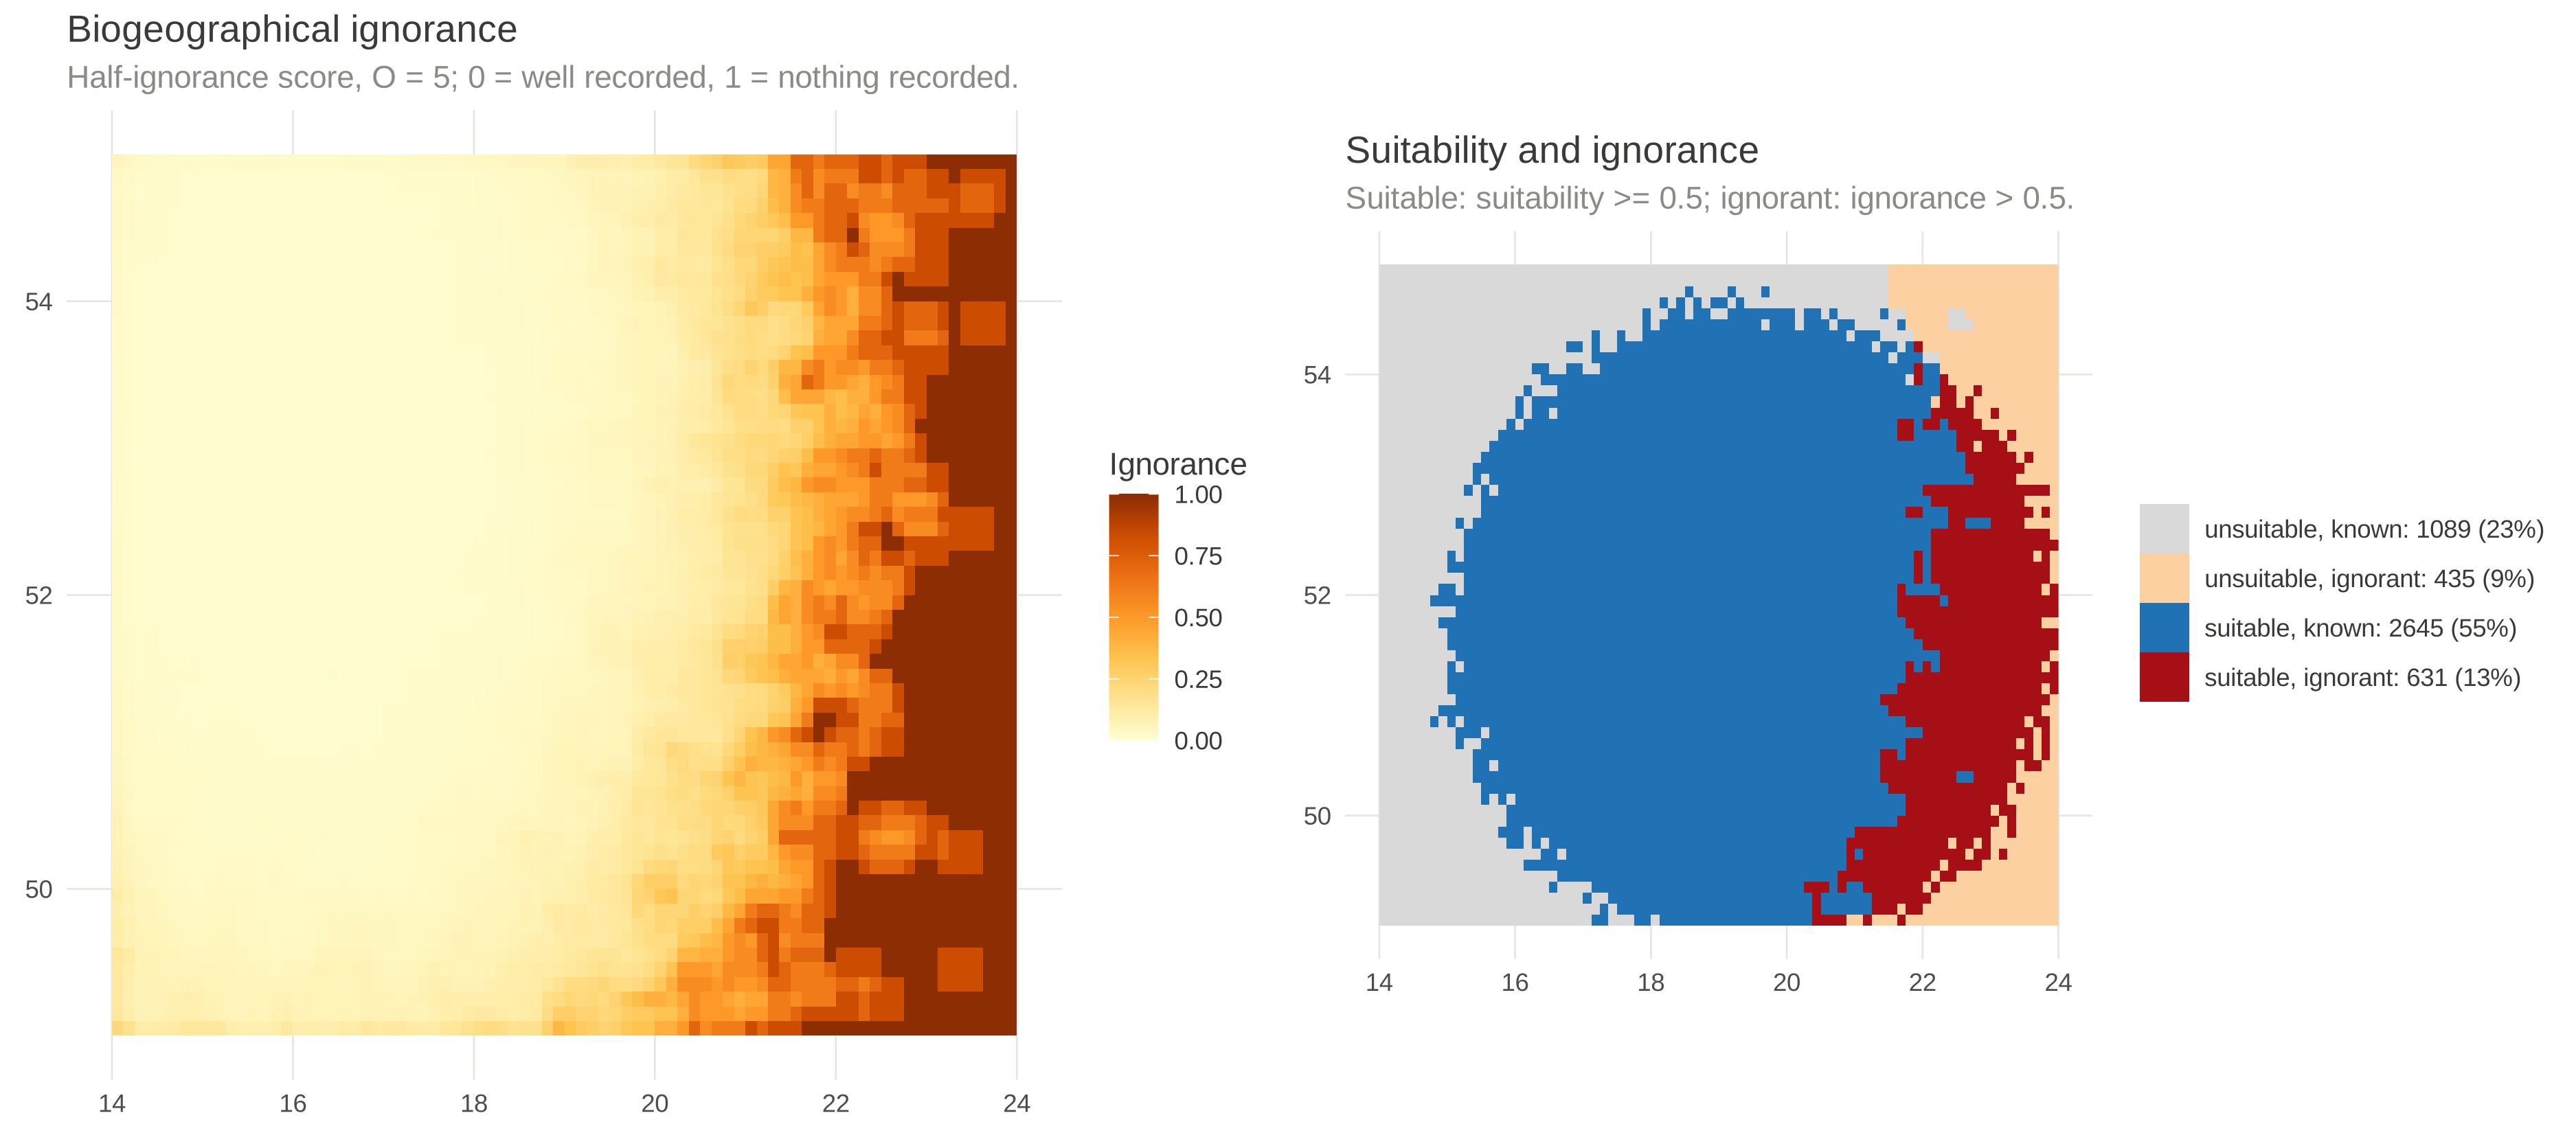 Biogeographical ignorance
Half-ignorance score, O = 5; 0 = well recorded, 1 = nothing recorded.
54
52
50
14 16 18 20 22 24
Ignorance
1.00
0.75
0.50
0.25
0.00
Suitability and ignorance
Suitable: suitability >= 0.5; ignorant: ignorance > 0.5.
54
52
50
14 16 18 20 22 24
unsuitable, known: 1089 (23%)
unsuitable, ignorant: 435 (9%)
suitable, known: 2645 (55%)
suitable, ignorant: 631 (13%)